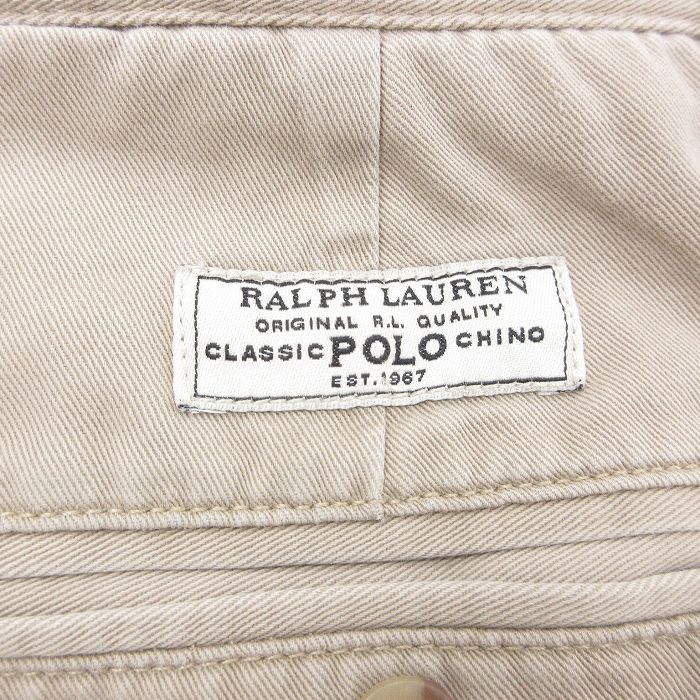 RALPH LAUREN
ORIGINAL R.L. QUALITY
CLASSIC POLO CHINO
EST. 1967